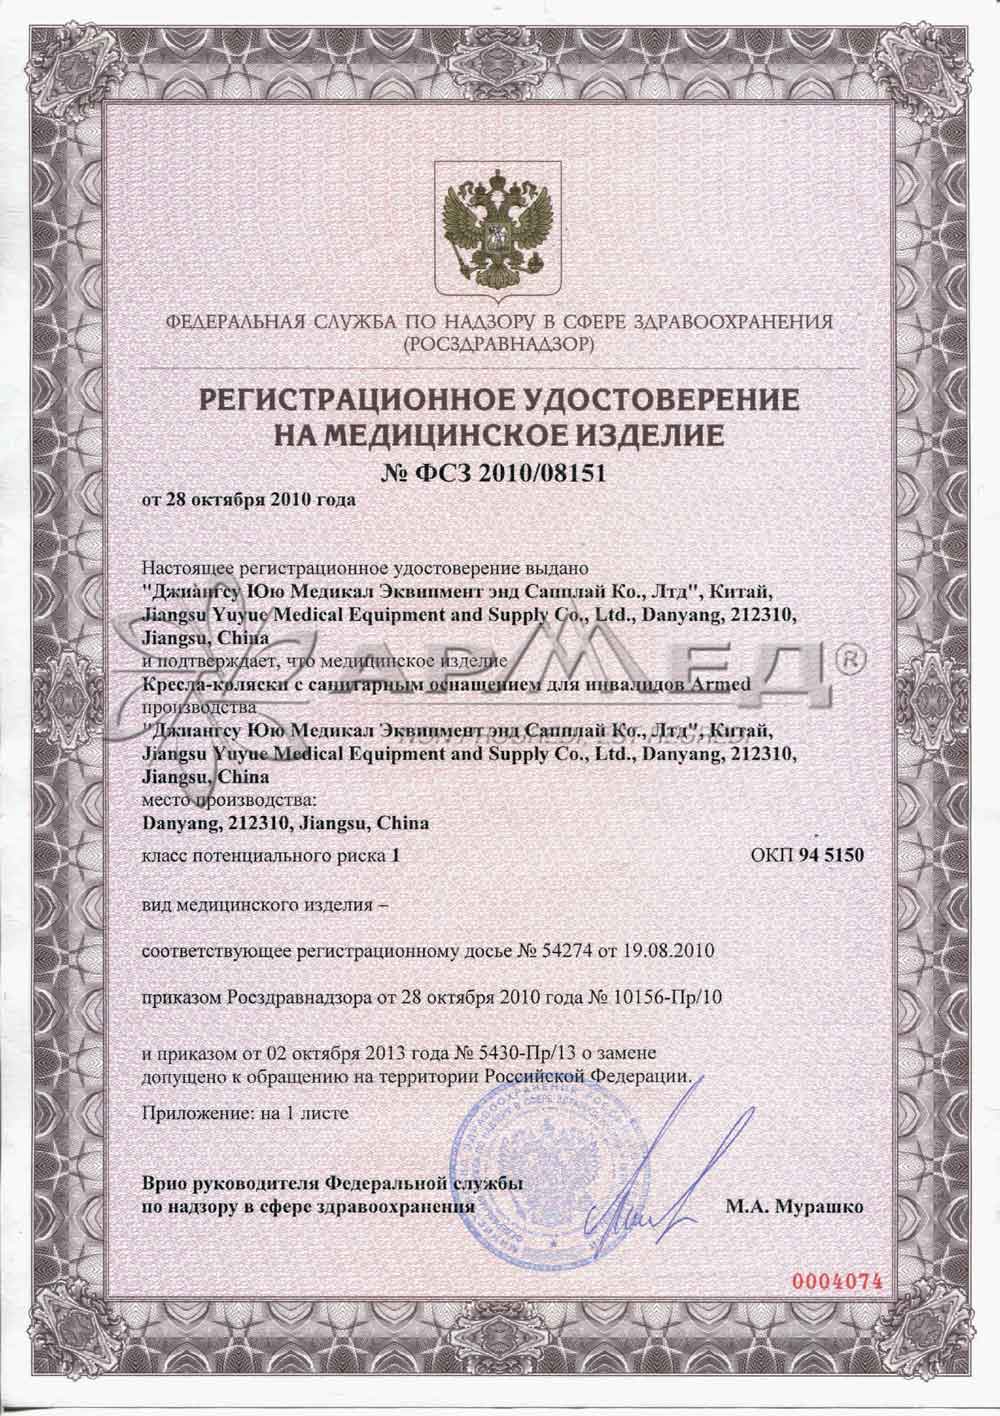 ФЕДЕРАЛЬНАЯ СЛУЖБА ПО НАДЗОРУ В СФЕРЕ ЗДРАВООХРАНЕНИЯ
(РОСЗДРАВНАДЗОР)
РЕГИСТРАЦИОННОЕ УДОСТОВЕРЕНИЕ
НА МЕДИЦИНСКОЕ ИЗДЕЛИЕ
№ ФСЗ 2010/08151
от 28 октября 2010 года
Настоящее регистрационное удостоверение выдано
"Джиангсу Юю Медикал Эквипмент энд Сапплай Ко., Лтд", Китай,
Jiangsu Yuyue Medical Equipment and Supply Co., Ltd., Danyang, 212310,
Jiangsu, China
и подтверждает, что медицинское изделие
Кресла-коляски с санитарным оснащением для инвалидов Armed
АРМЕД®
производства
"Джиангсу Юю Медикал Эквипмент энд Сапплай Ко., Лтд", Китай,
Jiangsu Yuyue Medical Equipment and Supply Co., Ltd., Danyang, 212310,
Jiangsu, China
место производства:
Danyang, 212310, Jiangsu, China
класс потенциального риска 1 ОКП 94 5150
вид медицинского изделия –
соответствующее регистрационному досье № 54274 от 19.08.2010
приказом Росздравнадзора от 28 октября 2010 года № 10156-Пр/10
и приказом от 02 октября 2013 года № 5430-Пр/13 о замене
допущено к обращению на территории Российской Федерации.
Приложение: на 1 листе
Врио руководителя Федеральной службы
по надзору в сфере здравоохранения М.А. Мурашко
0004074